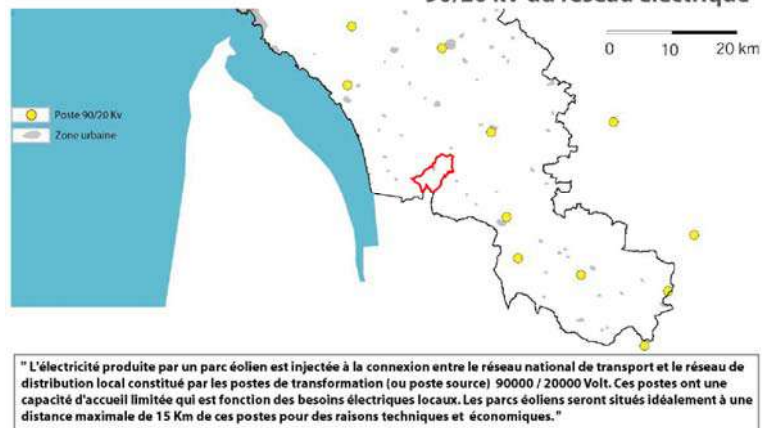 90/20 kv du réseau électrique
0 10 20 km
Poste 90/20 Kv
Zone urbaine
" L'électricité produite par un parc éolien est injectée à la connexion entre le réseau national de transport et le réseau de
distribution local constitué par les postes de transformation (ou poste source) 90000 / 20000 Volt. Ces postes ont une
capacité d'accueil limitée qui est fonction des besoins électriques locaux. Les parcs éoliens seront situés idéalement à une
distance maximale de 15 Km de ces postes pour des raisons techniques et économiques."